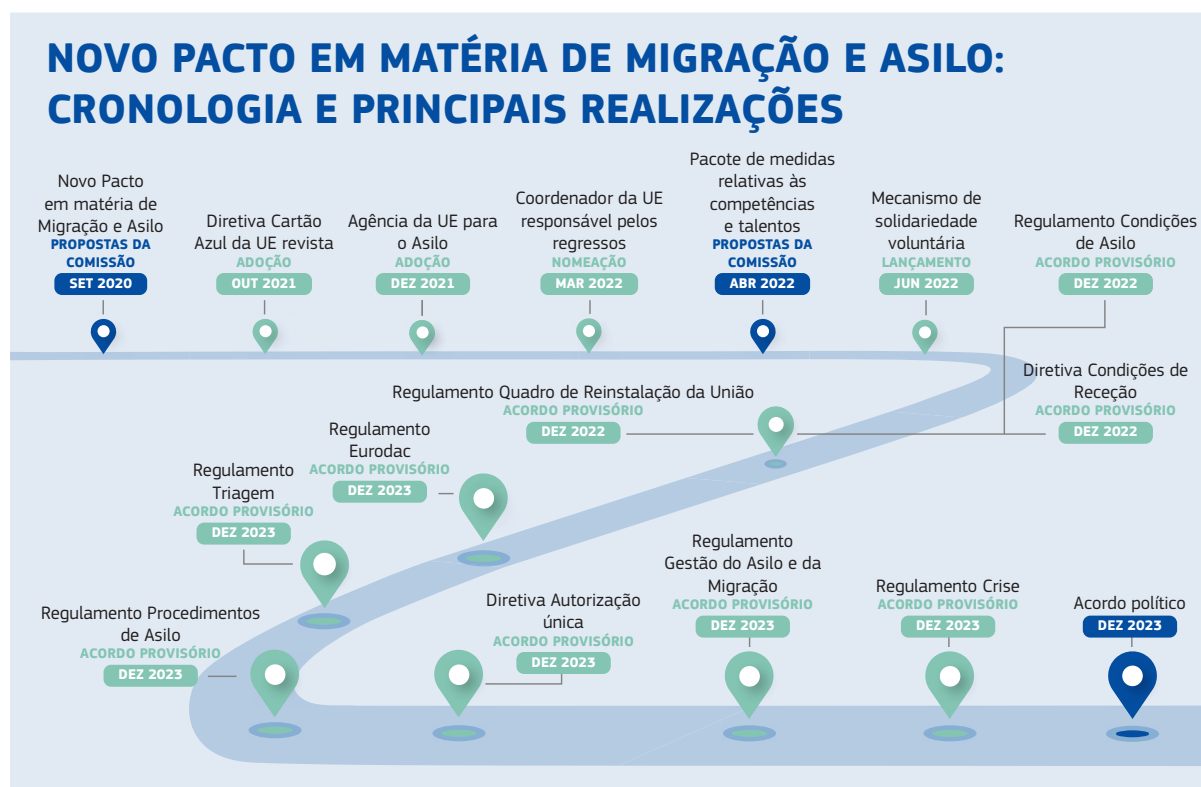 NOVO PACTO EM MATÉRIA DE MIGRAÇÃO E ASILO:
CRONOLOGIA E PRINCIPAIS REALIZAÇÕES
Novo Pacto
em matéria de
Migração e Asilo
PROPOSTAS DA
COMISSÃO
SET 2020
Diretiva Cartão
Azul da UE revista
ADOÇÃO
OUT 2021
Agência da UE para
o Asilo
ADOÇÃO
DEZ 2021
Coordenador da UE
responsável pelos
regressos
NOMEAÇÃO
MAR 2022
Pacote de medidas
relativas às
competências
e talentos
PROPOSTAS DA
COMISSÃO
ABR 2022
Mecanismo de
solidariedade
voluntária
LANÇAMENTO
JUN 2022
Regulamento Condições
de Asilo
ACORDO PROVISÓRIO
DEZ 2022
Diretiva Condições de
Receção
ACORDO PROVISÓRIO
DEZ 2022
Regulamento Quadro de Reinstalação da União
ACORDO PROVISÓRIO
DEZ 2022
Regulamento
Eurodac
ACORDO PROVISÓRIO
DEZ 2023
Regulamento
Triagem
ACORDO PROVISÓRIO
DEZ 2023
Regulamento Procedimentos
de Asilo
ACORDO PROVISÓRIO
DEZ 2023
Diretiva Autorização
única
ACORDO PROVISÓRIO
DEZ 2023
Regulamento
Gestão do Asilo e da
Migração
ACORDO PROVISÓRIO
DEZ 2023
Regulamento Crise
ACORDO PROVISÓRIO
DEZ 2023
Acordo político
DEZ 2023